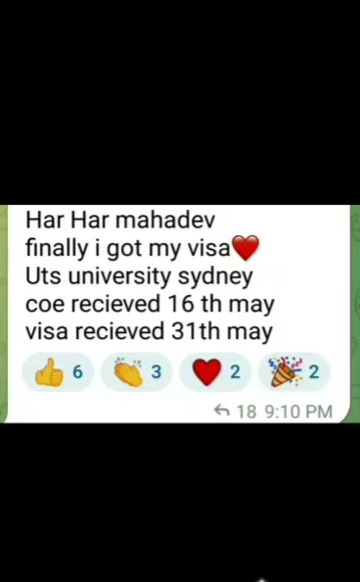 Har Har mahadev
finally i got my visa❤️
Uts university sydney
coe recieved 16 th may
visa recieved 31th may
👍 6 👏 3 ❤️ 2 🎉 2
18 9:10 PM